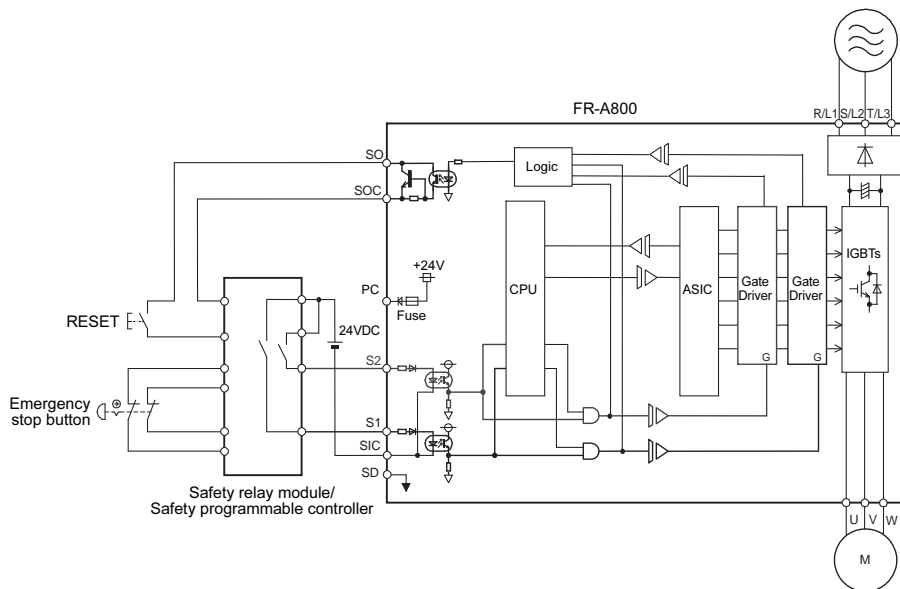 FR-A800
R/L1 S/L2 T/L3
SO
SOC
Logic
+24V
PC
Fuse
CPU
ASIC
Gate
Driver
G
Gate
Driver
G
IGBTs
RESET
24VDC
S2
Emergency
stop button
S1
SIC
SD
Safety relay module/
Safety programmable controller
U V W
M